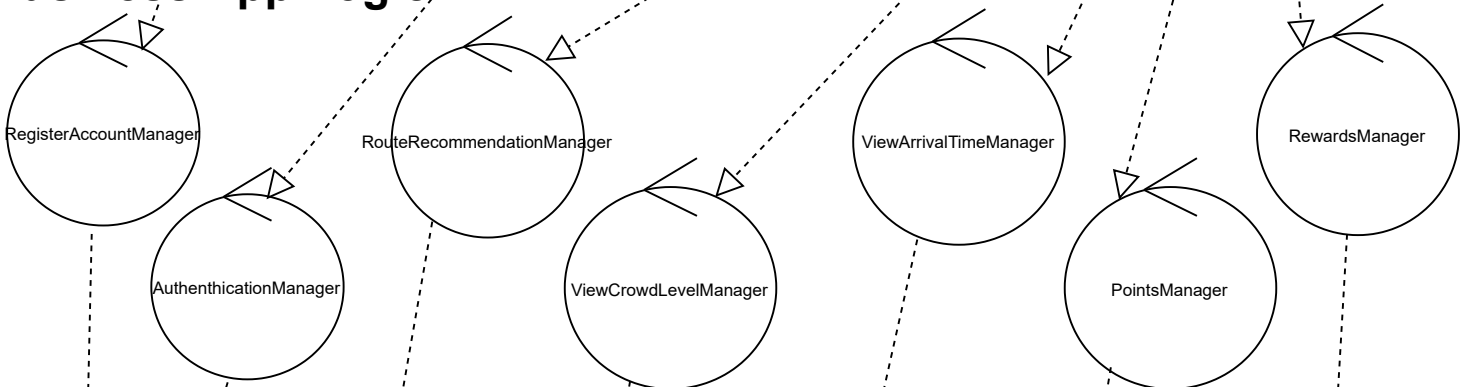 RegisterAccountManager
RouteRecommendationManager
ViewArrivalTimeManager
RewardsManager
AuthenthicationManager
ViewCrowdLevelManager
PointsManager